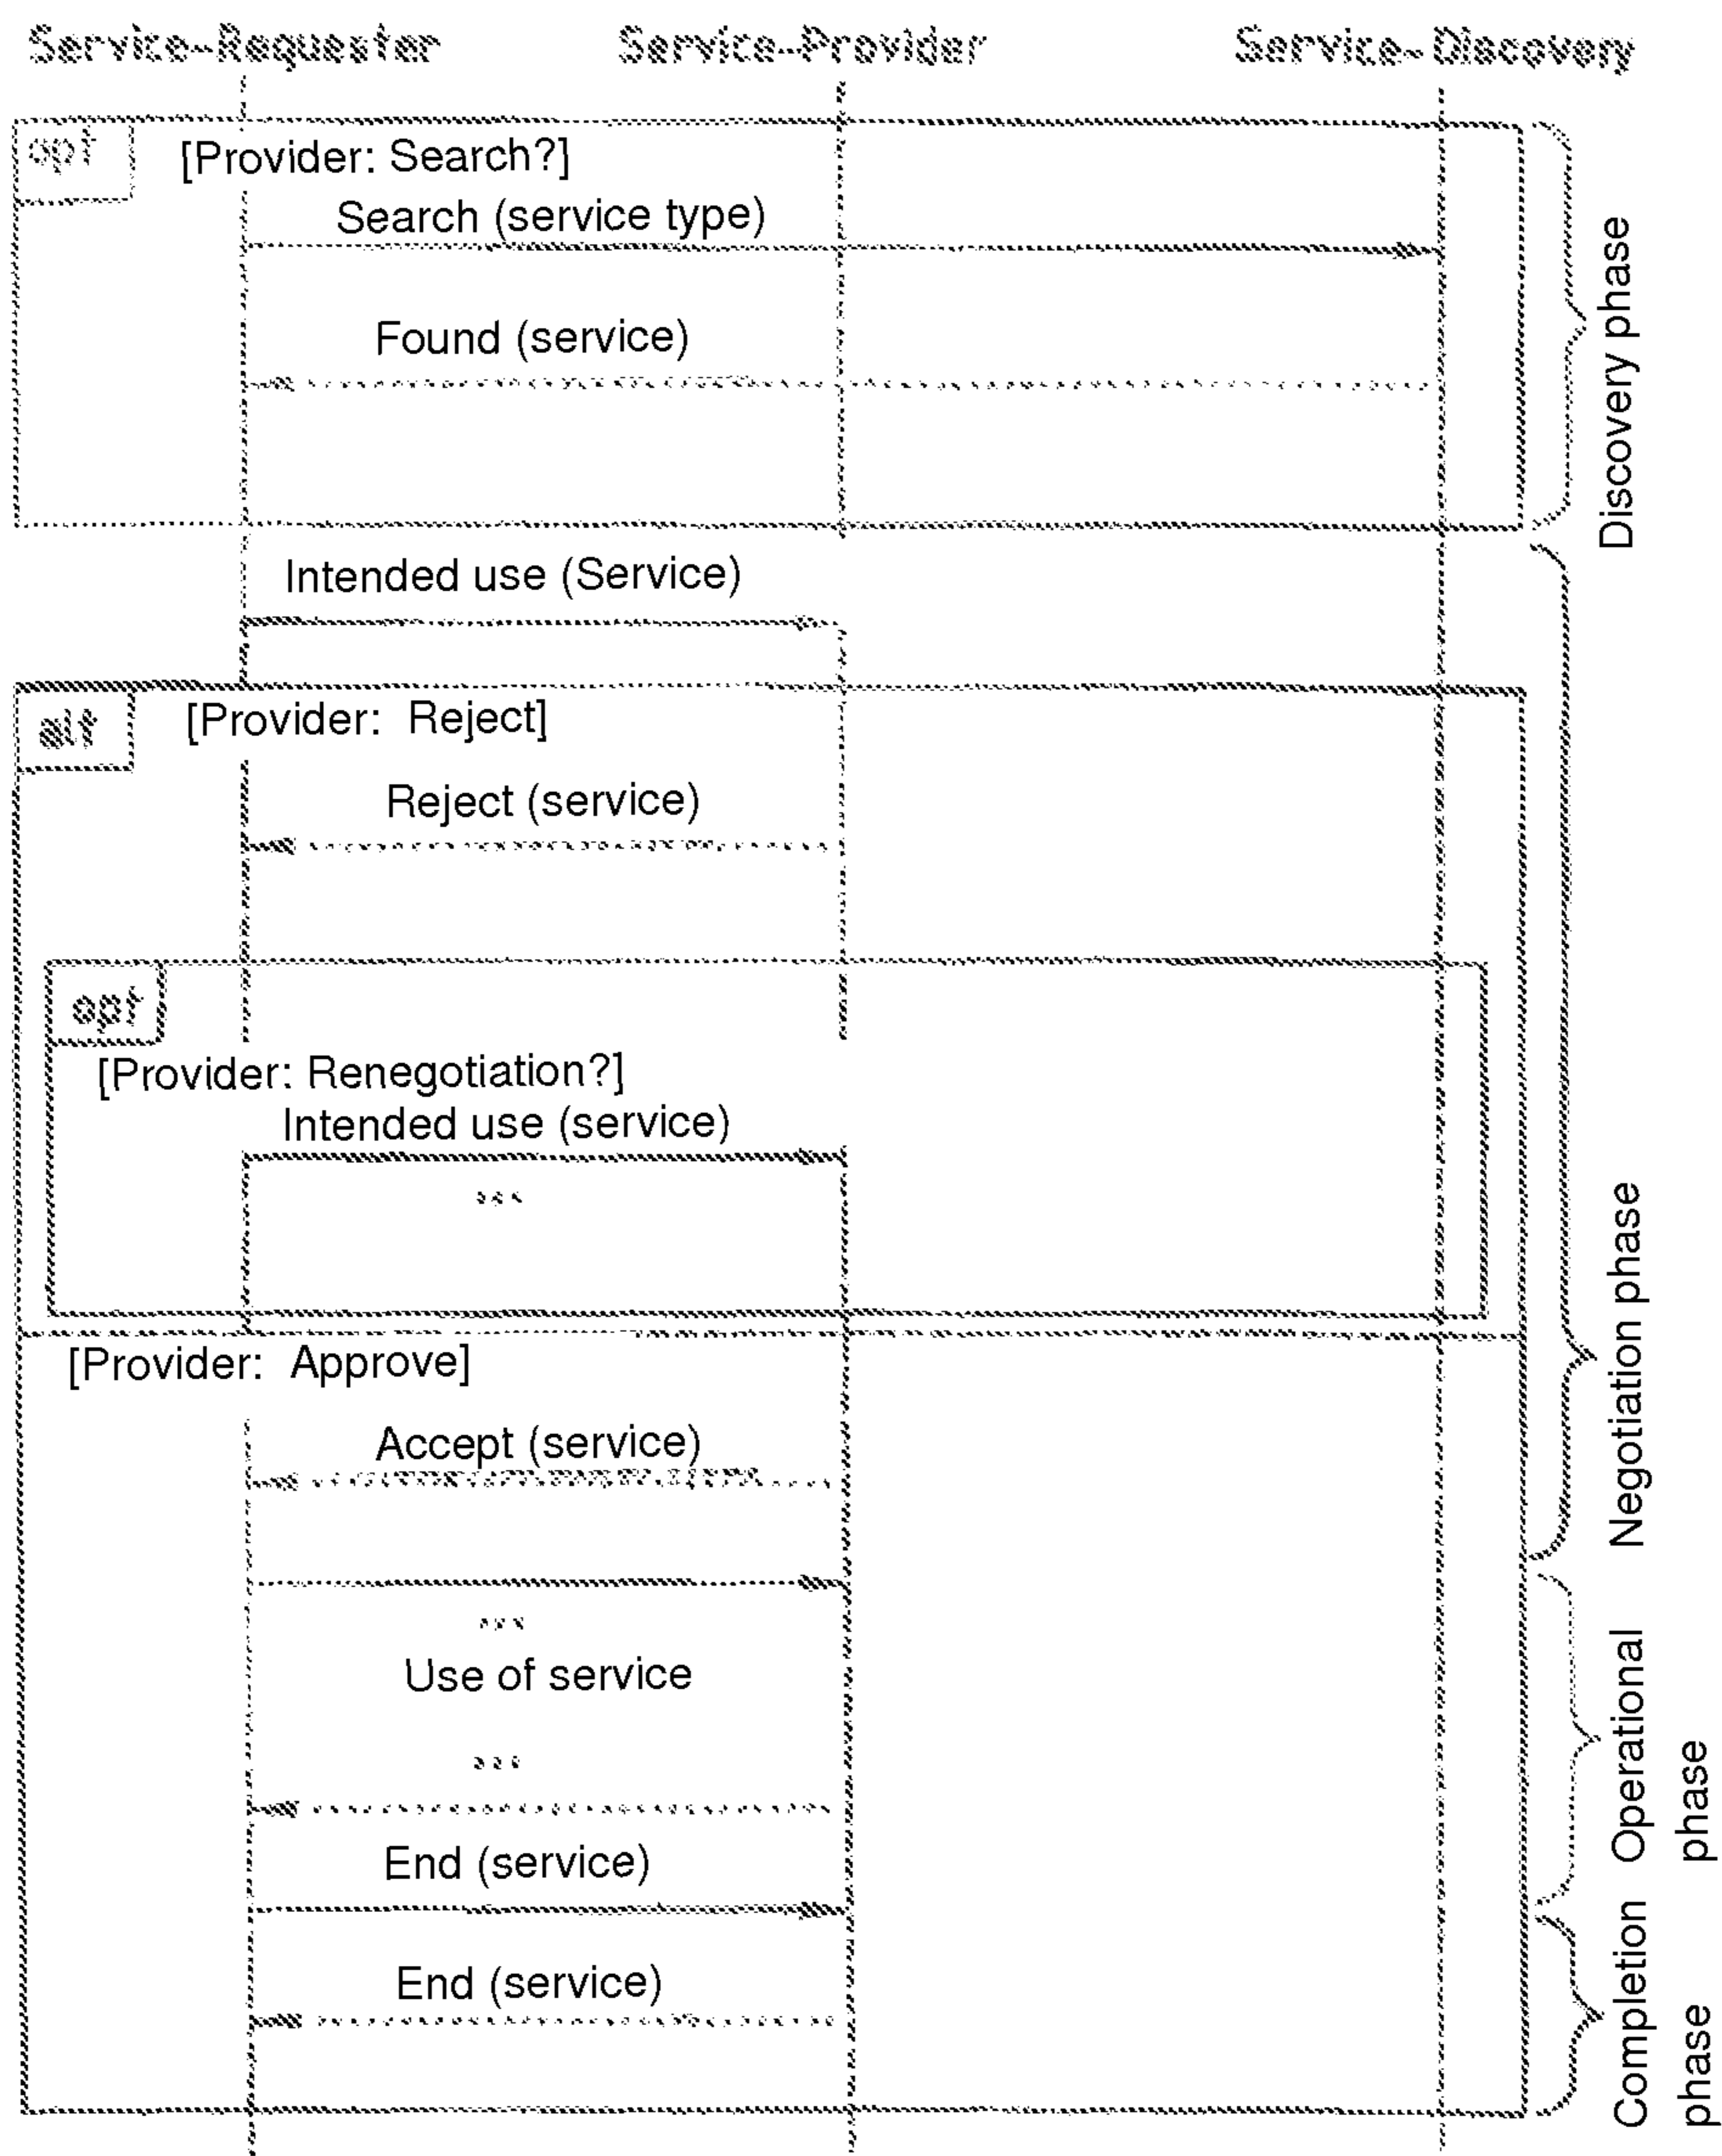 Service-Requester Service-Provider Service-Discovery
opt [Provider: Search?]
Search (service type)
Found (service)
Discovery phase
Intended use (Service)
alt [Provider: Reject]
Reject (service)
opt
[Provider: Renegotiation?]
Intended use (service)
...
Negotiation phase
[Provider: Approve]
Accept (service)
...
Use of service
...
Operational
phase
End (service)
End (service)
Completion
phase